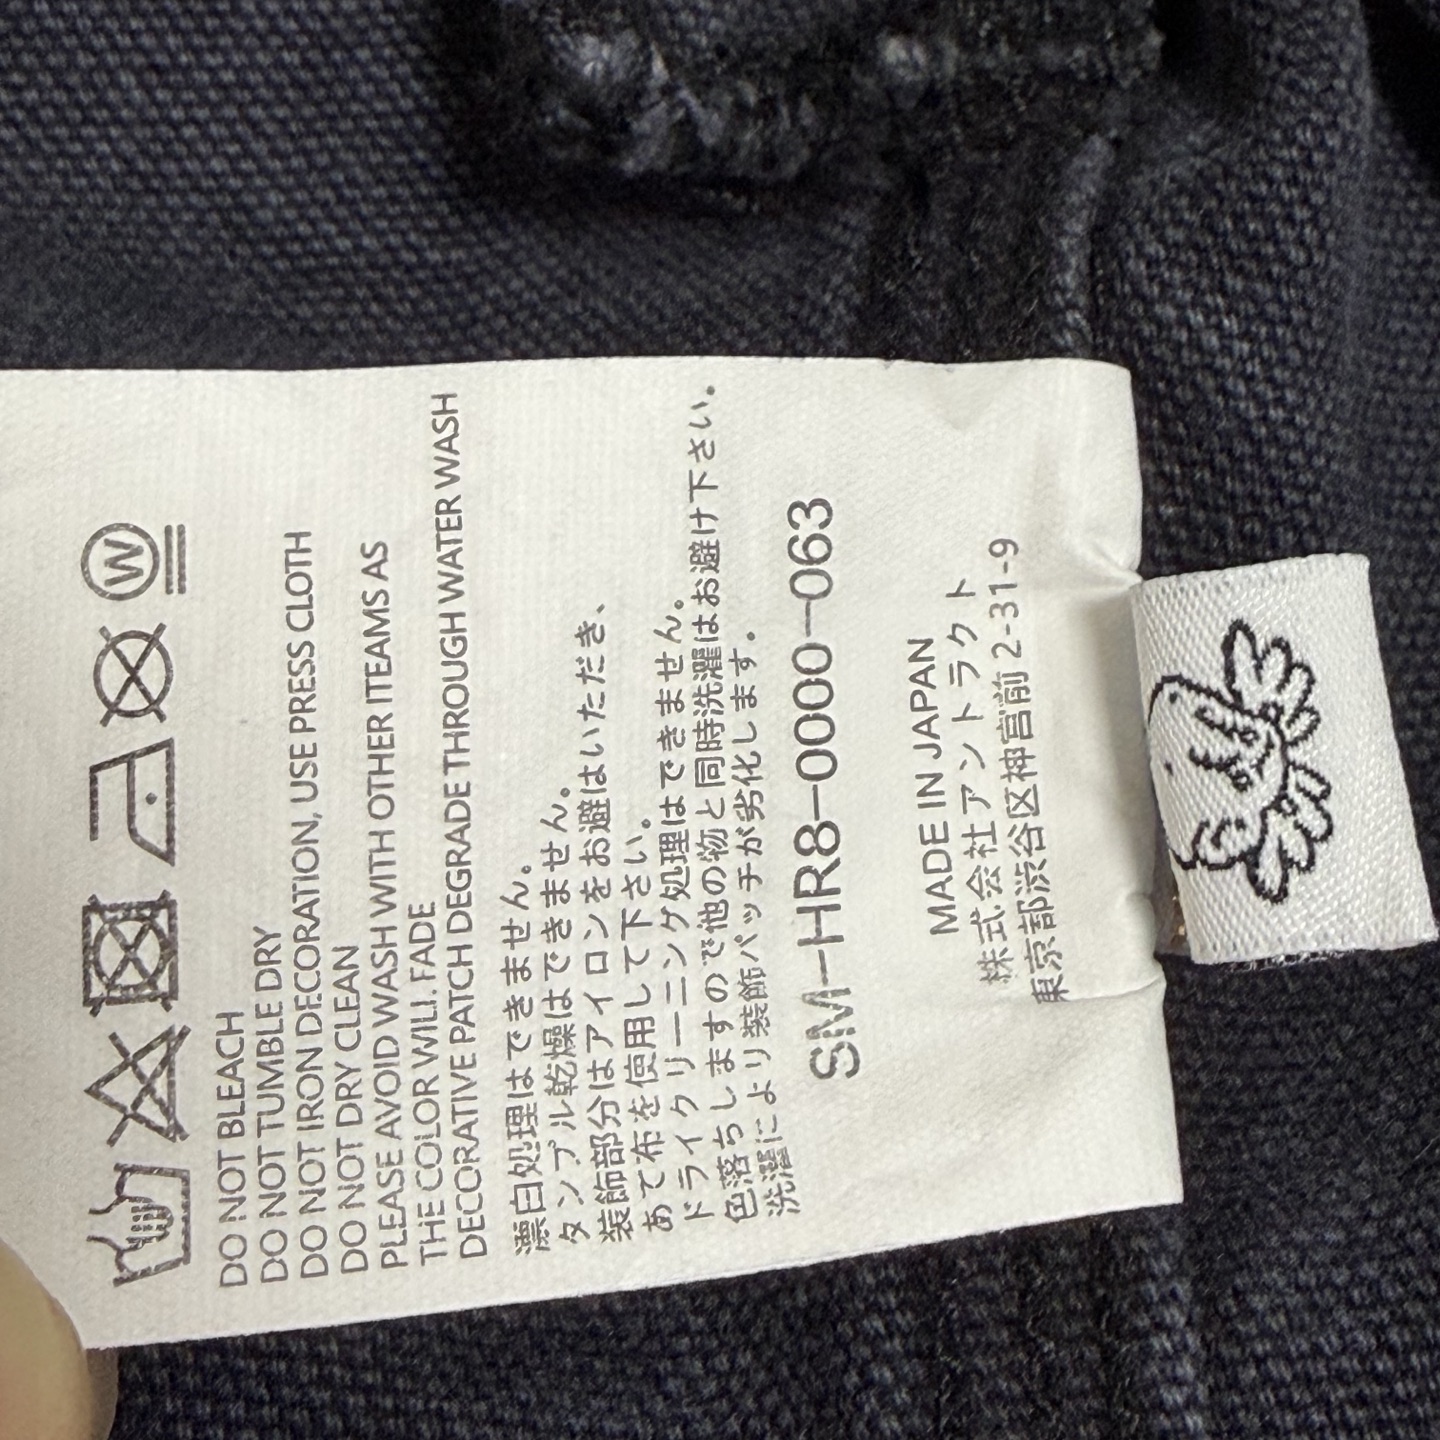 W
DO NOT BLEACH
DO NOT TUMBLE DRY
DO NOT IRON DECORATION, USE PRESS CLOTH
DO NOT DRY CLEAN
PLEASE AVOID WASH WITH OTHER ITEAMS AS
THE COLOR WILL FADE
DECORATIVE PATCH DEGRADE THROUGH WATER WASH
漂白処理はできません。
タンブル乾燥はできません。
装飾部分はアイロンをお避けはいただき、
あて布を使用して下さい。
ドライクリーニング処理はできません。
色落ちしますので他の物と同時洗濯はお避け下さい。
洗濯により装飾パッチが劣化します。
SM-HR8-0000-063
MADE IN JAPAN
株式会社アントラクト
東京都渋谷区神宮前2-31-9